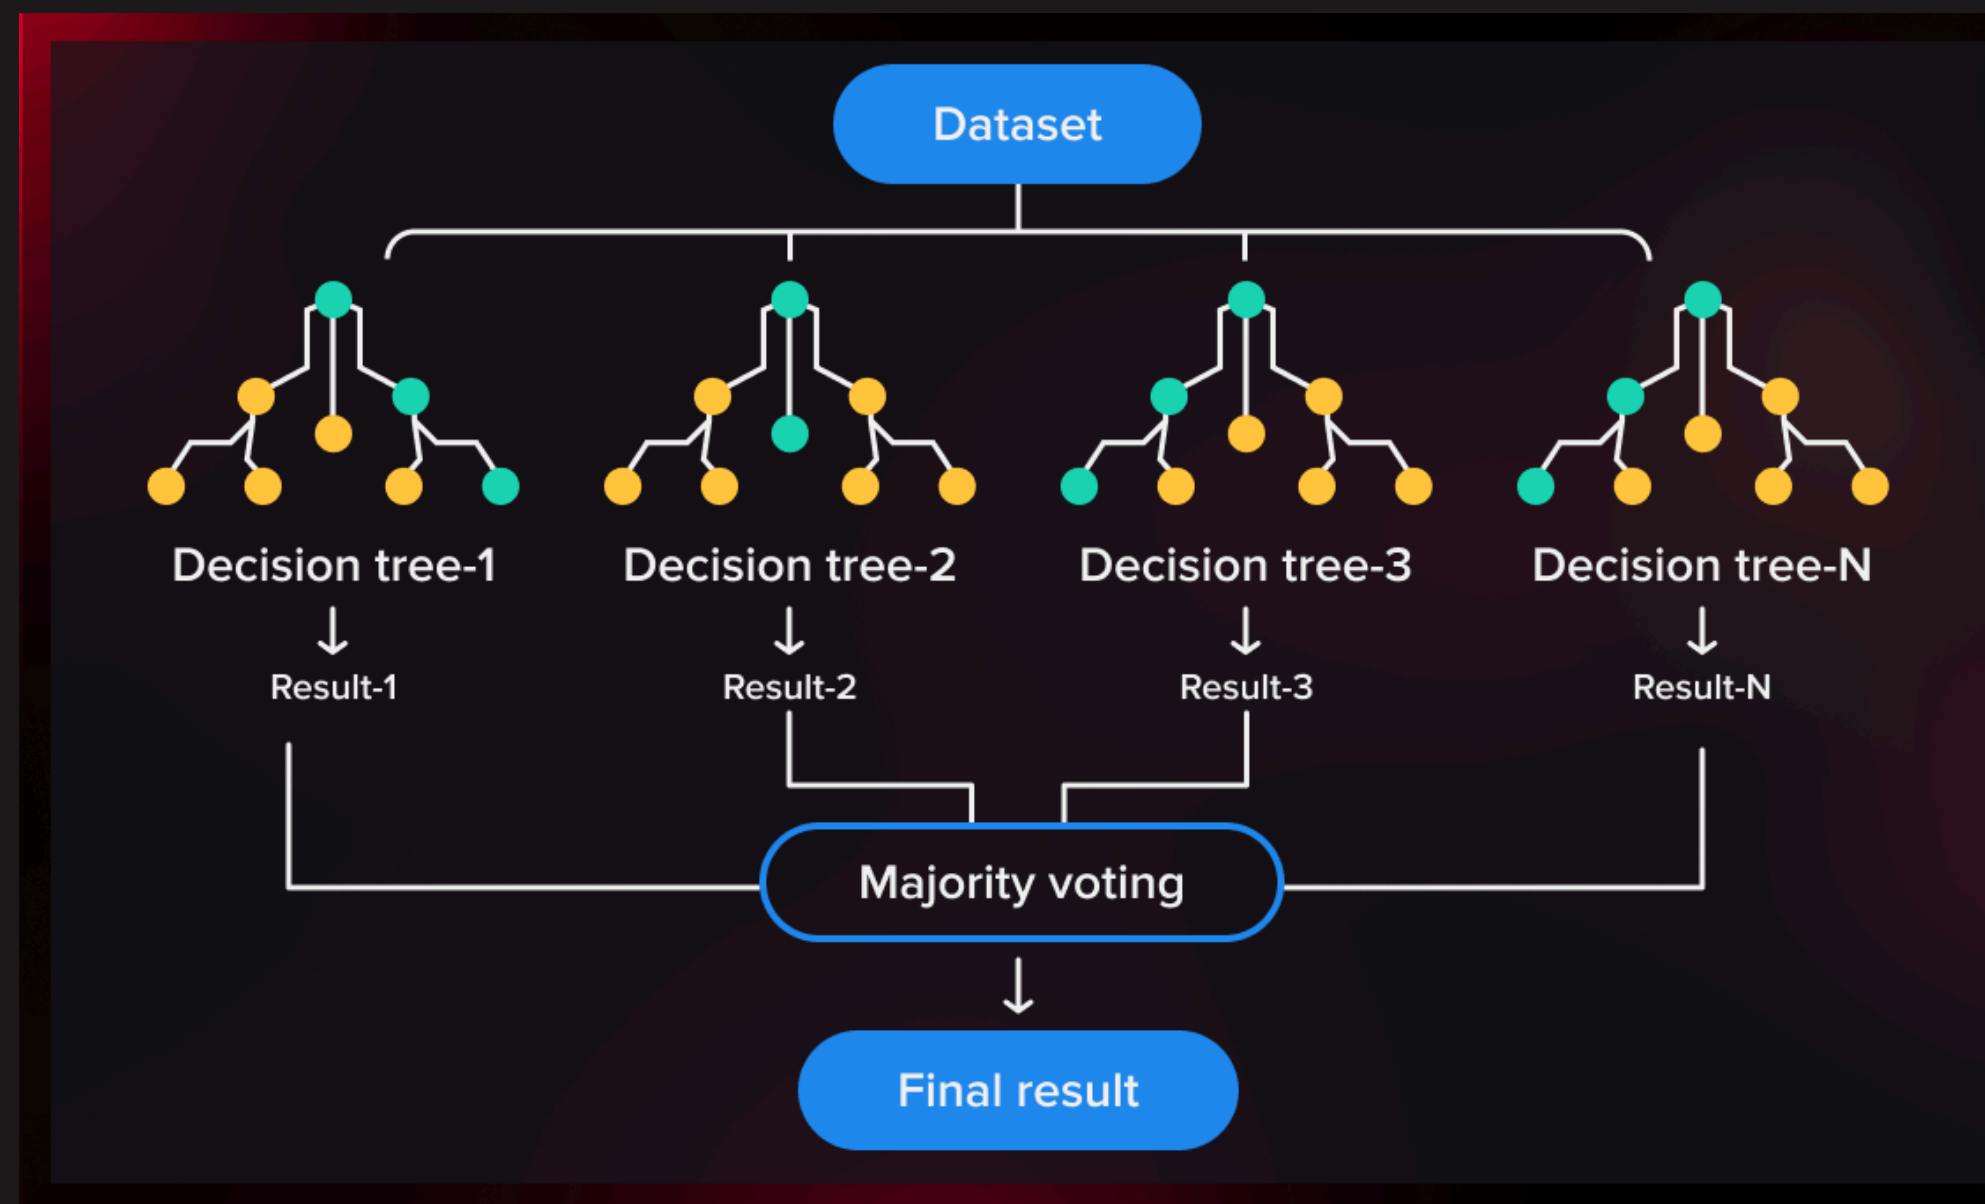 Dataset
Decision tree-1
Decision tree-2
Decision tree-3
Decision tree-N
Result-1
Result-2
Result-3
Result-N
Majority voting
Final result